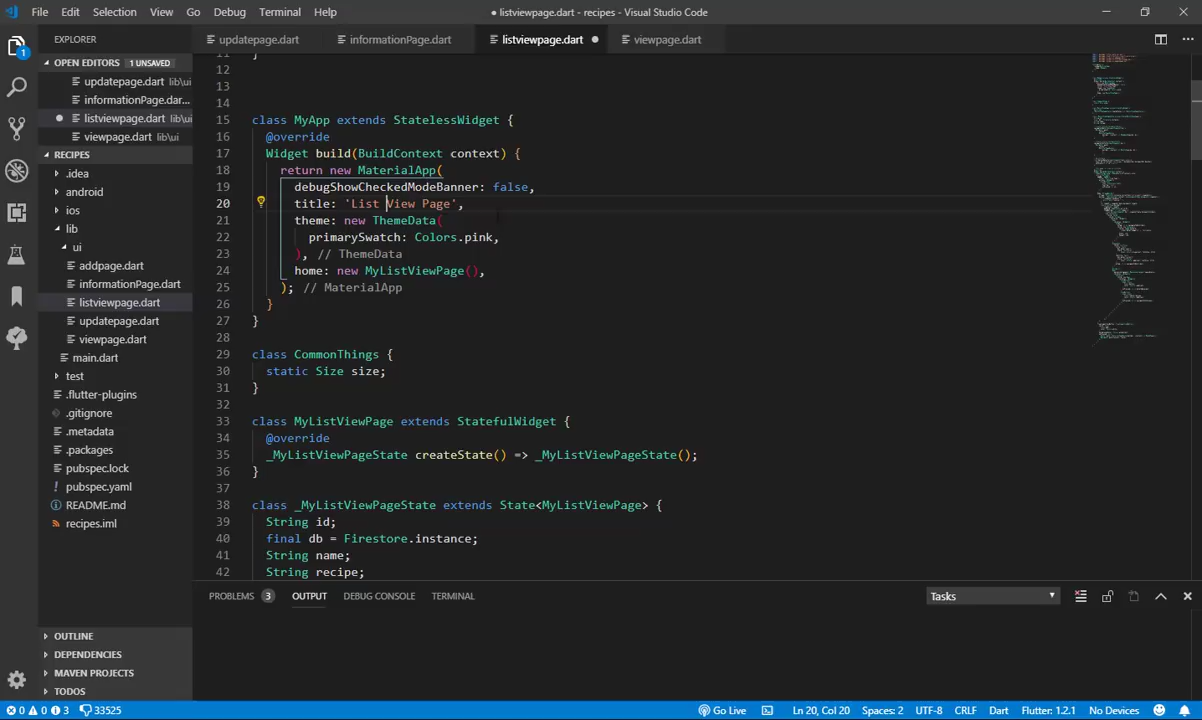 File Edit Selection View Go Debug Terminal Help
● listviewpage.dart - recipes - Visual Studio Code
EXPLORER
updatepage.dart
informationPage.dart
listviewpage.dart
viewpage.dart
1
OPEN EDITORS 1 UNSAVED
updatepage.dart lib\ui
informationPage.dar...
listviewpage.dart lib\ui
viewpage.dart lib\ui
RECIPES
.idea
android
ios
lib
ui
addpage.dart
informationPage.dart
listviewpage.dart
updatepage.dart
viewpage.dart
main.dart
test
.flutter-plugins
.gitignore
.metadata
.packages
pubspec.lock
pubspec.yaml
README.md
recipes.iml
OUTLINE
DEPENDENCIES
MAVEN PROJECTS
TODOS
11 }
12
13
14
15 class MyApp extends StatelessWidget {
16 @override
17 Widget build(BuildContext context) {
18 return new MaterialApp(
19 debugShowCheckedModeBanner: false,
20 title: 'List View Page',
21 theme: new ThemeData(
22 primarySwatch: Colors.pink,
23 ), // ThemeData
24 home: new MyListViewPage(),
25 ); // MaterialApp
26 }
27 }
28
29 class CommonThings {
30 static Size size;
31 }
32
33 class MyListViewPage extends StatefulWidget {
34 @override
35 _MyListViewPageState createState() => _MyListViewPageState();
36 }
37
38 class _MyListViewPageState extends State<MyListViewPage> {
39 String id;
40 final db = Firestore.instance;
41 String name;
42 String recipe;
PROBLEMS 3 OUTPUT DEBUG CONSOLE TERMINAL
Tasks
0 0 3 33525
Go Live
Ln 20, Col 20 Spaces: 2 UTF-8 CRLF Dart Flutter: 1.2.1 No Devices